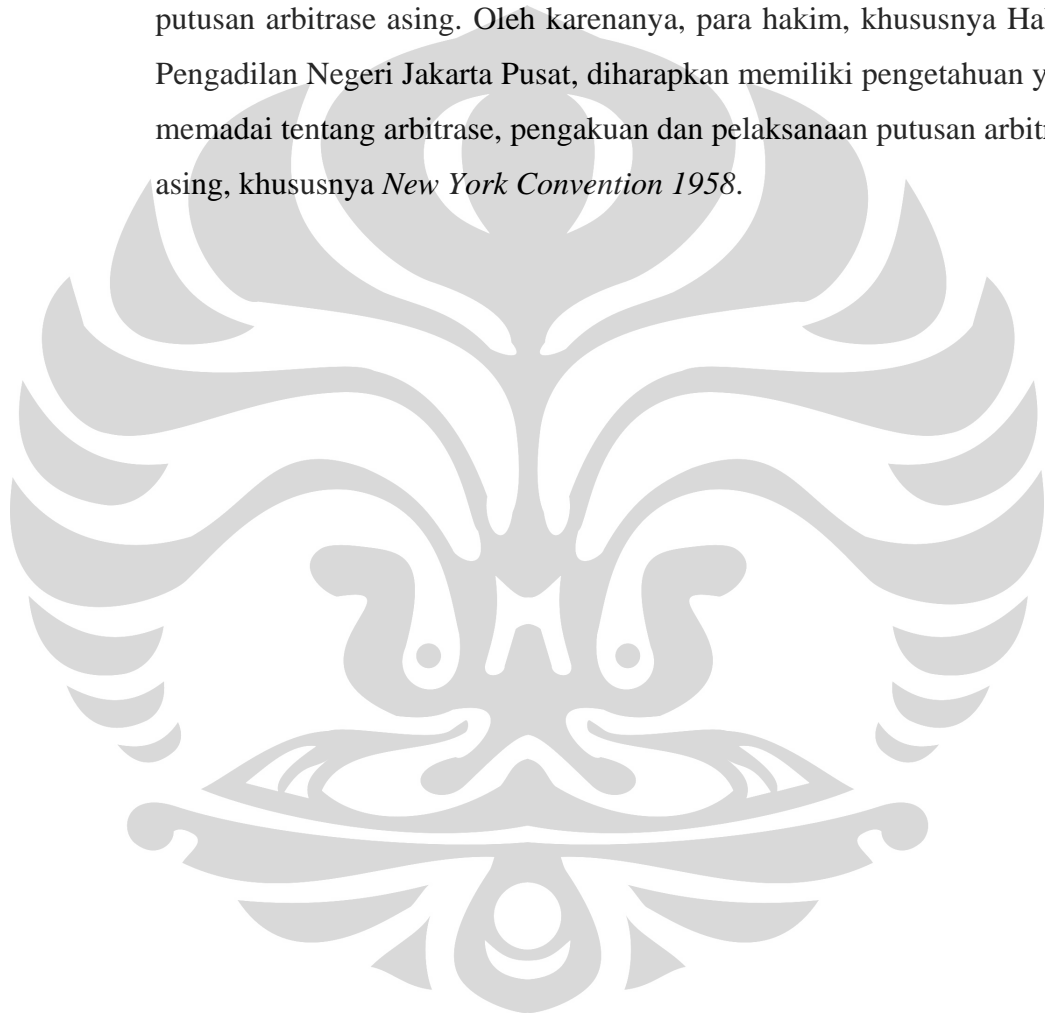 putusan arbitrase asing. Oleh karenanya, para hakim, khususnya
Pengadilan Negeri Jakarta Pusat, diharapkan memiliki pengetahuan
memadai tentang arbitrase, pengakuan dan pelaksanaan putusan
asing, khususnya New York Convention 1958.